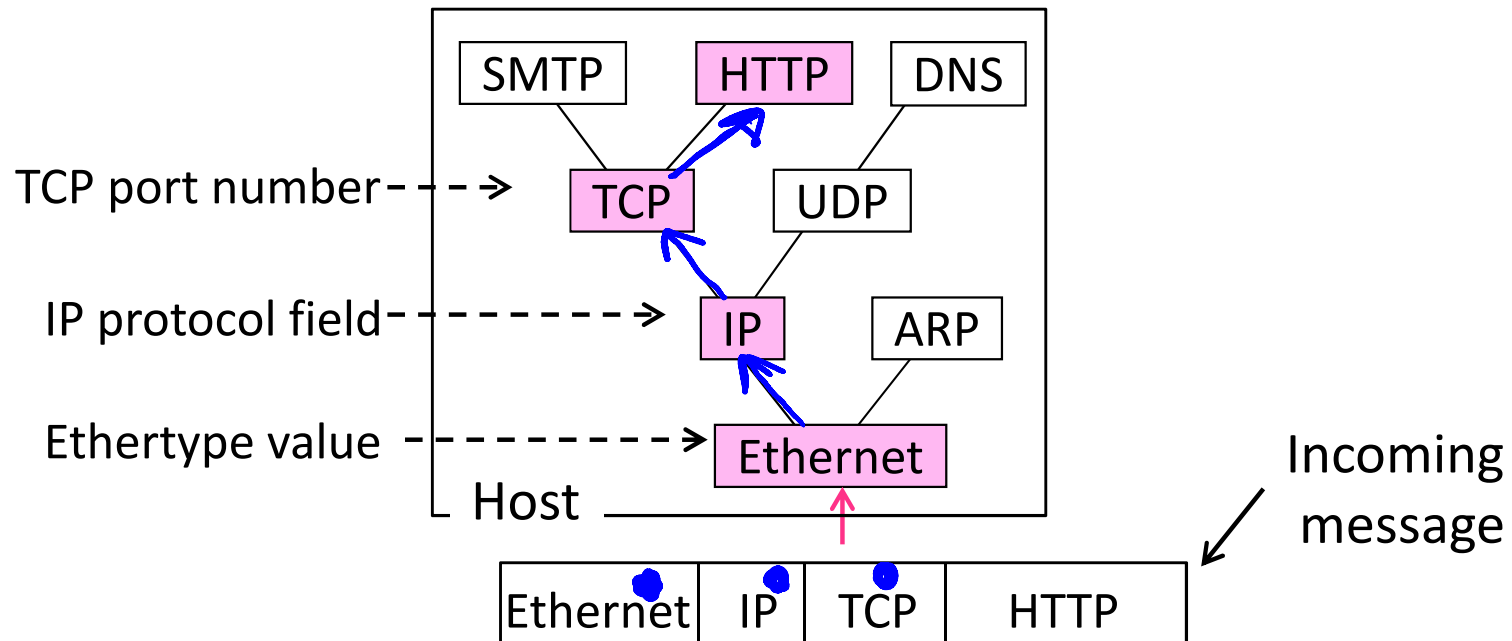 SMTP HTTP DNS
TCP port number TCP UDP
IP protocol field IP ARP
Ethertype value Ethernet
Host
Incoming
message
Ethernet IP TCP HTTP